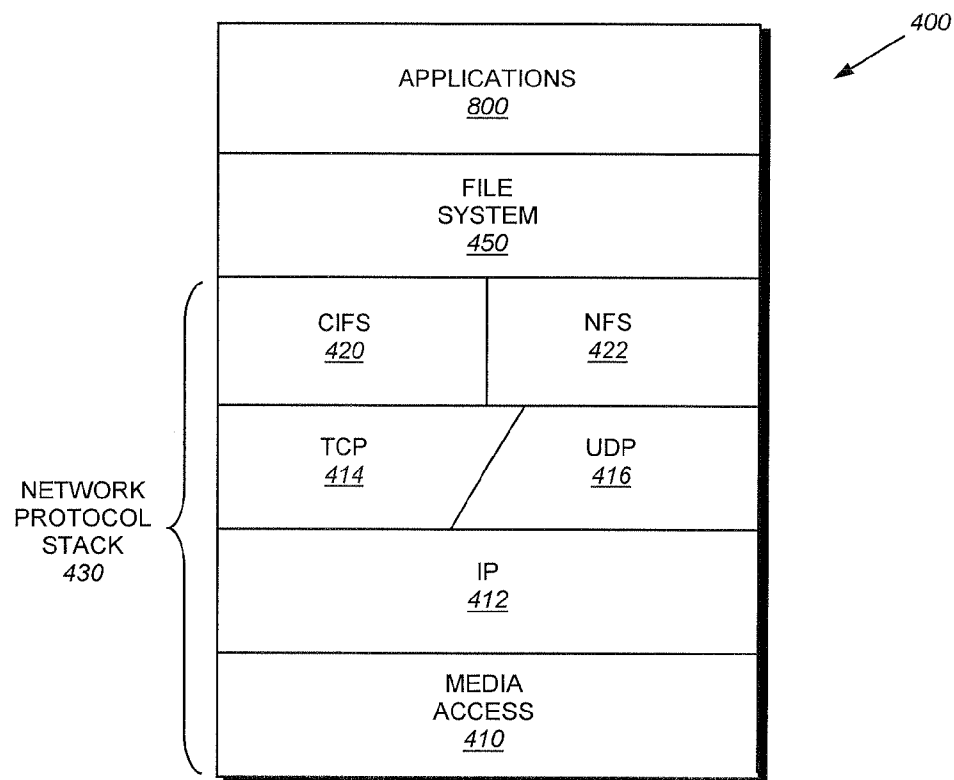 400
APPLICATIONS
800
FILE
SYSTEM
450
CIFS
420
NFS
422
TCP
414
UDP
416
NETWORK
PROTOCOL
STACK
430
IP
412
MEDIA
ACCESS
410